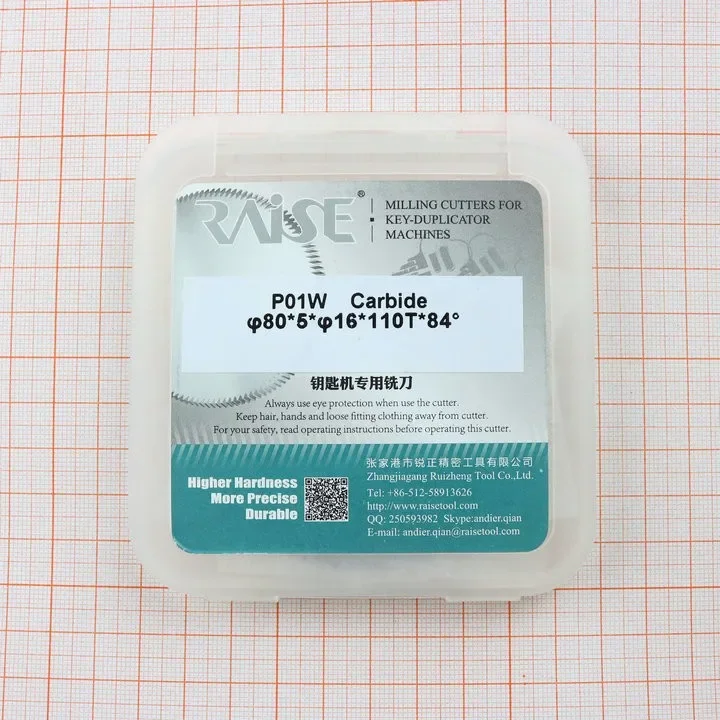 RAISE®
MILLING CUTTERS FOR
KEY-DUPLICATOR
MACHINES
P01W Carbide
φ80*5*φ16*110T*84°
钥匙机专用铣刀
Always use eye protection when use the cutter.
Keep hair, hands and loose fitting clothing away from cutter.
For your safety, read operating instructions before operating this cutter.
Higher Hardness
More Precise
Durable
张家港市锐正精密工具有限公司
Zhangjiagang Ruizheng Tool Co.,Ltd.
Tel: +86-512-58913626
http://www.raisetool.com
QQ: 250593982 Skype:andier.qian
E-mail: andier.qian@raisetool.com